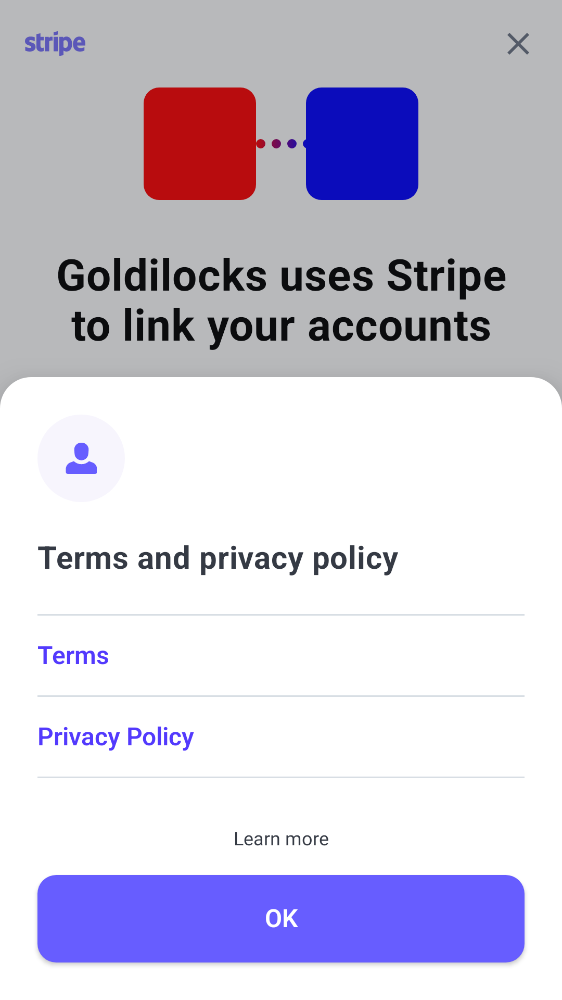 stripe
Goldilocks uses Stripe
to link your accounts
Terms and privacy policy
Terms
Privacy Policy
Learn more
OK